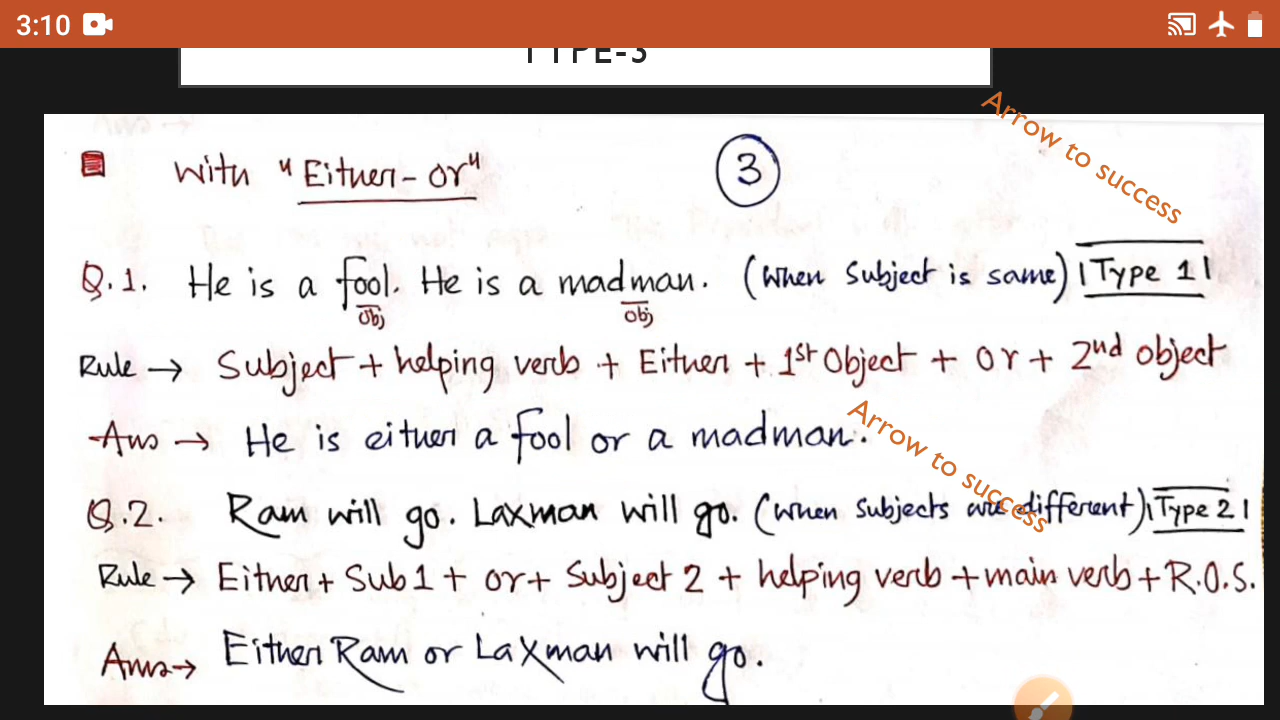 3:10
TYPE-3
Arrow to success
With "Either-or"
3
Q.1. He is a fool. He is a madman. (When Subject is same) |Type 1|
Obj Obj
Rule → Subject + helping verb + Either + 1st Object + or + 2nd object
Arrow to success
Ans → He is either a fool or a madman.
Q.2. Ram will go. Laxman will go. (When Subjects are different) |Type 2|
Rule → Either + Sub 1 + or + Subject 2 + helping verb + main verb + R.O.S.
Ans → Either Ram or Laxman will go.